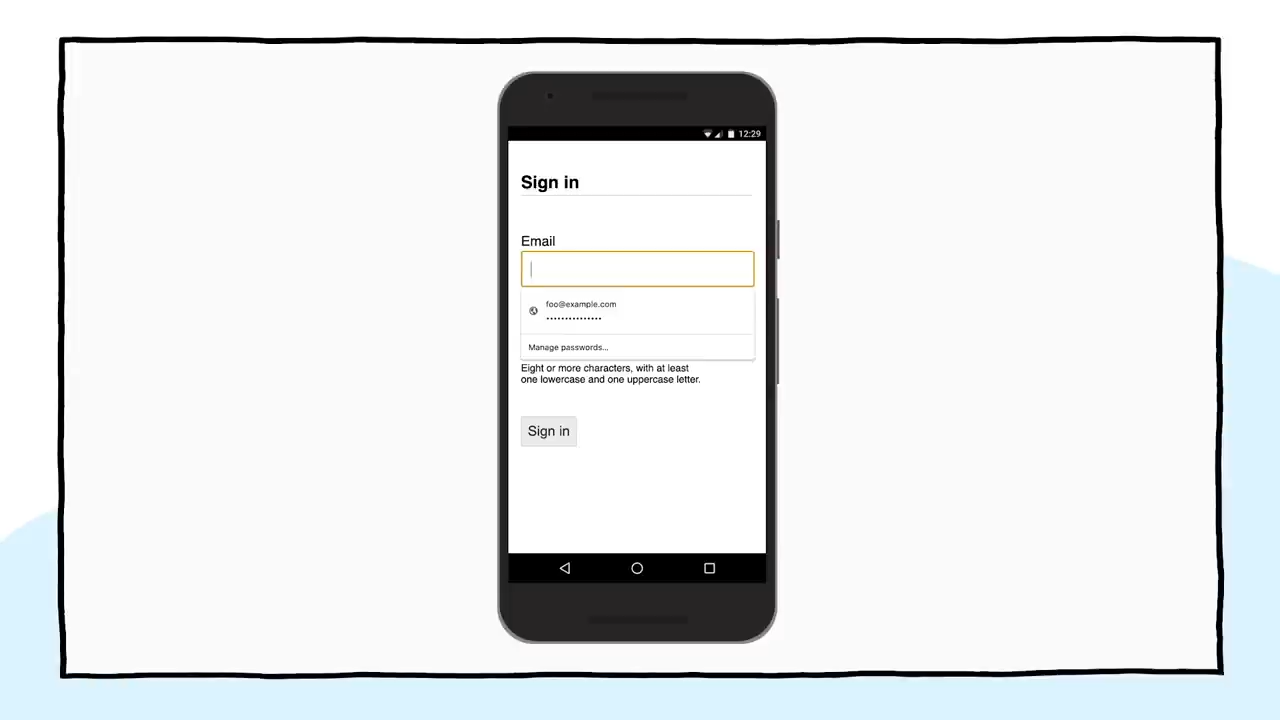 12:29
Sign in
Email
foo@example.com
•••••••••••••••
Manage passwords...
Eight or more characters, with at least
one lowercase and one uppercase letter.
Sign in